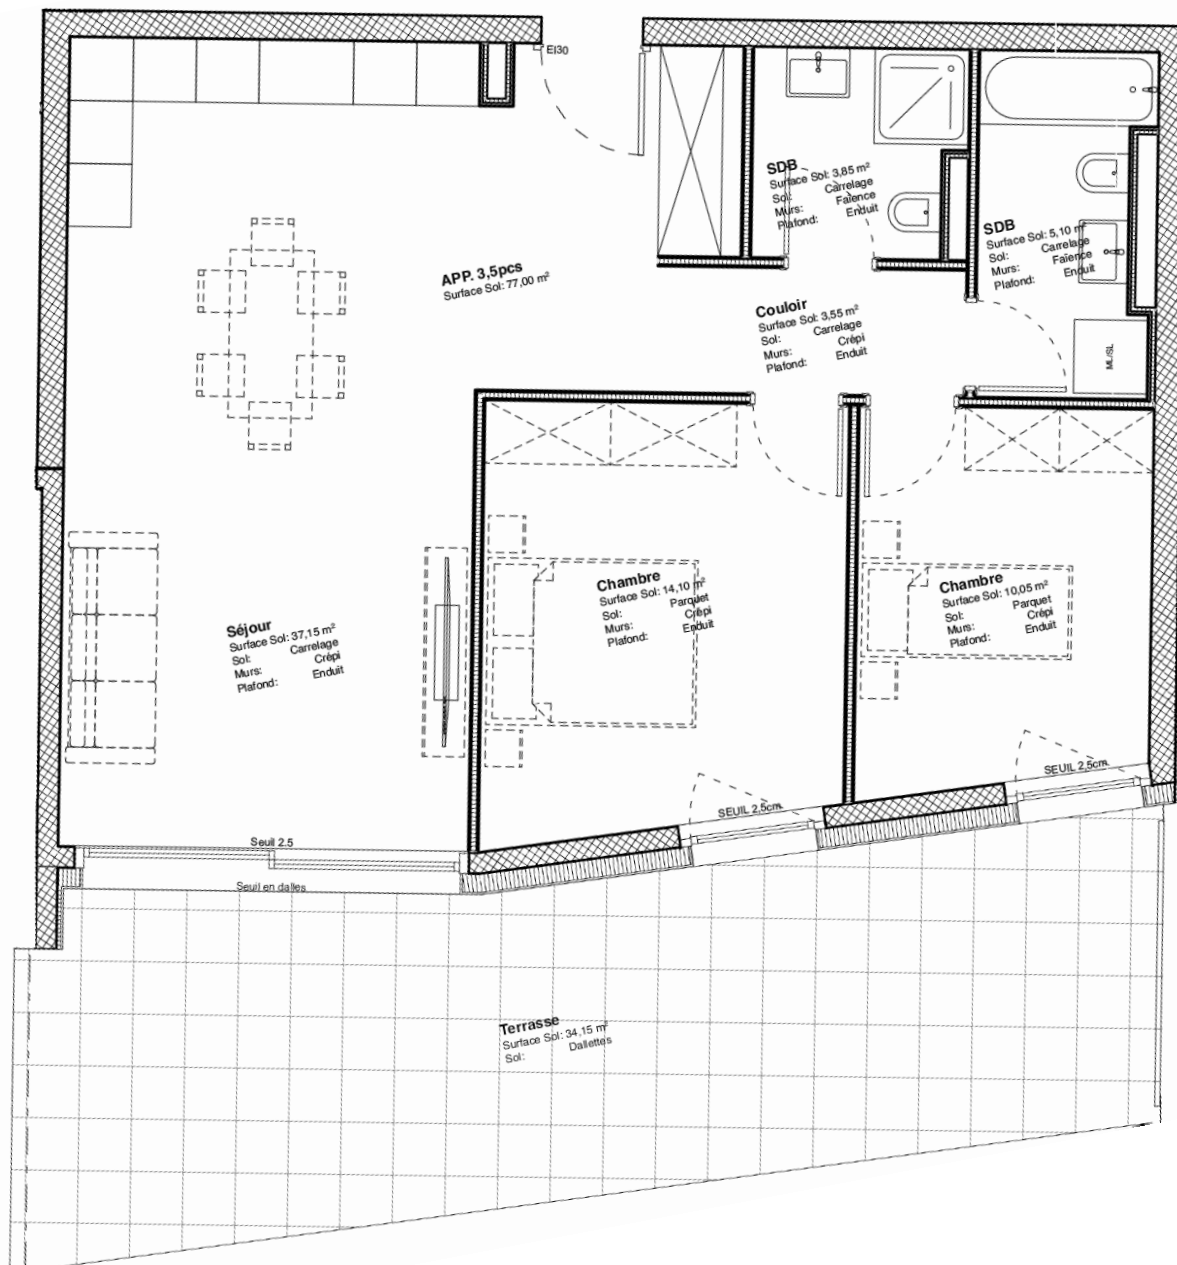 EI30
SDB
Surface Sol: 3,85 m²
Sol: Carrelage
Murs: Faïence
Plafond: Enduit
SDB
Surface Sol: 5,10 m²
Sol: Carrelage
Murs: Faïence
Plafond: Enduit
APP. 3,5pcs
Surface Sol: 77,00 m²
Couloir
Surface Sol: 3,55 m²
Sol: Carrelage
Murs: Crépi
Plafond: Enduit
ML/SL
Chambre
Surface Sol: 14,10 m²
Sol: Parquet
Murs: Crépi
Plafond: Enduit
Chambre
Surface Sol: 10,05 m²
Sol: Parquet
Murs: Crépi
Plafond: Enduit
Séjour
Surface Sol: 37,15 m²
Sol: Carrelage
Murs: Crépi
Plafond: Enduit
SEUIL 2,5cm.
SEUIL 2,5cm.
Seuil 2.5
Seuil en dalles
Terrasse
Surface Sol: 34,15 m²
Sol: Dallettes